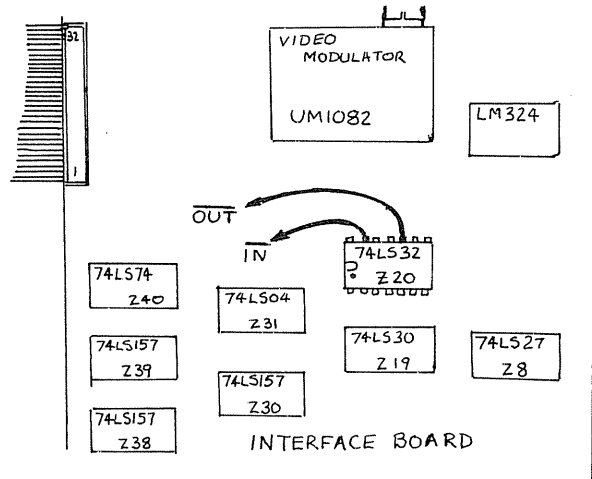 32
1
VIDEO
MODULATOR
UM1082
LM324
OUT
IN
74LS32
Z20
74LS74
Z40
74LS04
Z31
74LS157
Z39
74LS30
Z19
74LS27
Z8
74LS157
Z30
74LS157
Z38
INTERFACE BOARD